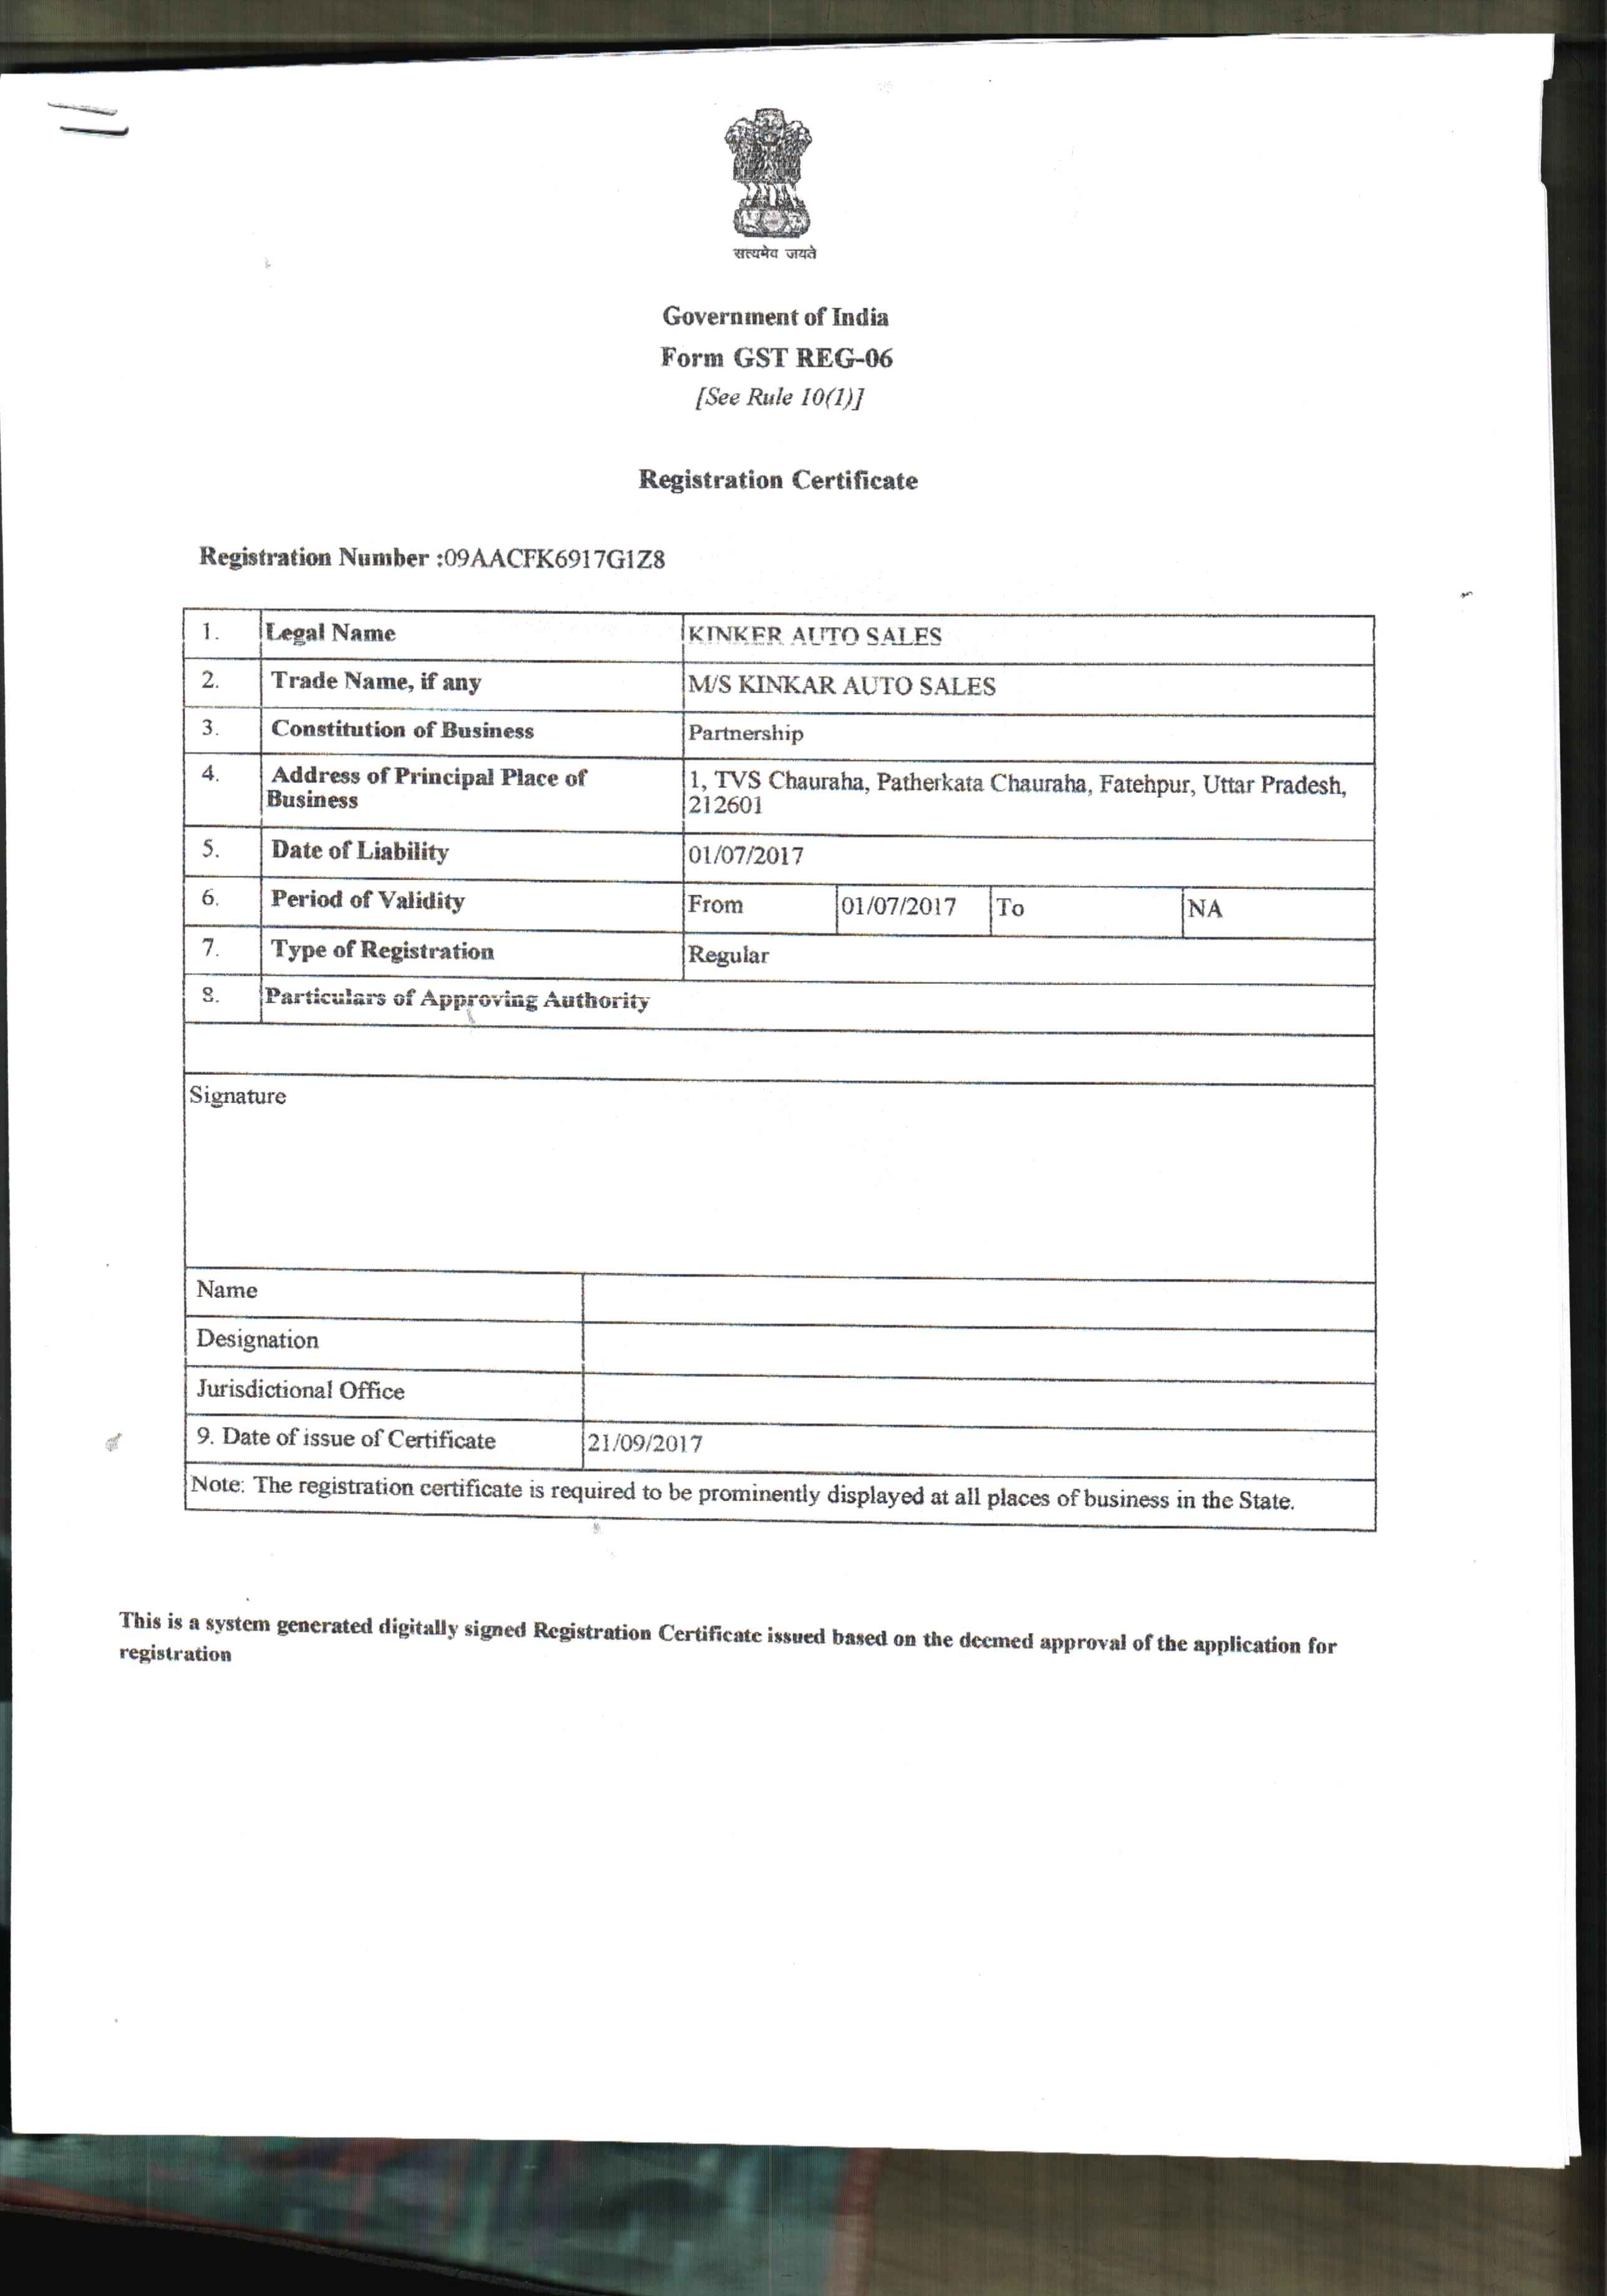 सत्यमेव जयते
Government of India
Form GST REG-06
[See Rule 10(1)]
Registration Certificate
Registration Number :09AACFK6917G1Z8
1. Legal Name KINKER AUTO SALES
2. Trade Name, if any M/S KINKAR AUTO SALES
3. Constitution of Business Partnership
4. Address of Principal Place of Business 1, TVS Chauraha, Patherkata Chauraha, Fatehpur, Uttar Pradesh, 212601
5. Date of Liability 01/07/2017
6. Period of Validity From 01/07/2017 To NA
7. Type of Registration Regular
8. Particulars of Approving Authority
Signature
Name
Designation
Jurisdictional Office
9. Date of issue of Certificate 21/09/2017
Note: The registration certificate is required to be prominently displayed at all places of business in the State.
This is a system generated digitally signed Registration Certificate issued based on the deemed approval of the application for
registration